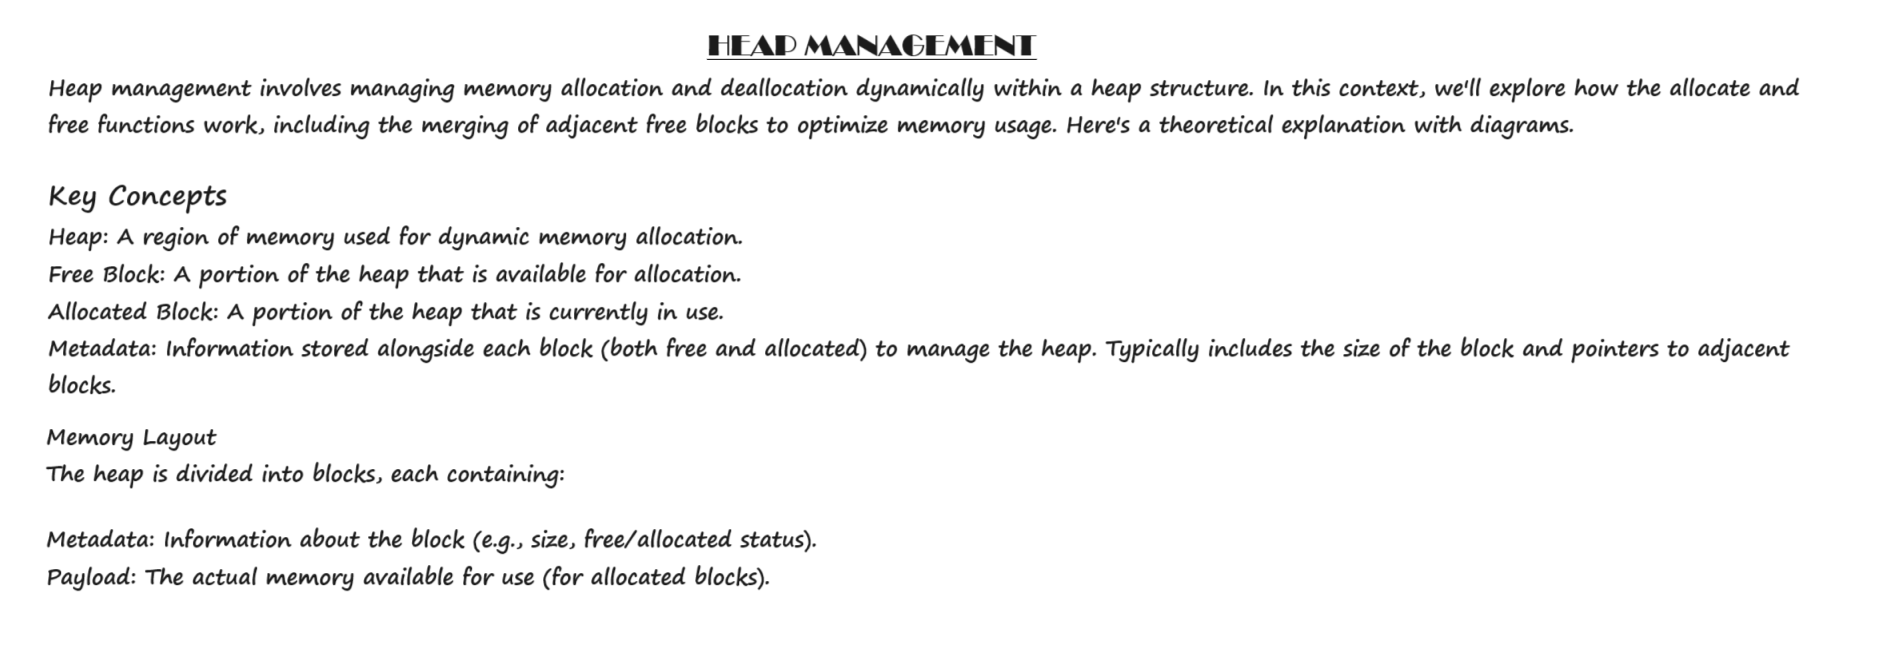 HEAP MANAGEMENT
Heap management involves managing memory allocation and deallocation dynamically within a heap structure. In this context, we'll explore how the allocate and
free functions work, including the merging of adjacent free blocks to optimize memory usage. Here's a theoretical explanation with diagrams.
Key Concepts
Heap: A region of memory used for dynamic memory allocation.
Free Block: A portion of the heap that is available for allocation.
Allocated Block: A portion of the heap that is currently in use.
Metadata: Information stored alongside each block (both free and allocated) to manage the heap. Typically includes the size of the block and pointers to adjacent
blocks.
Memory Layout
The heap is divided into blocks, each containing:
Metadata: Information about the block (e.g., size, free/allocated status).
Payload: The actual memory available for use (for allocated blocks).